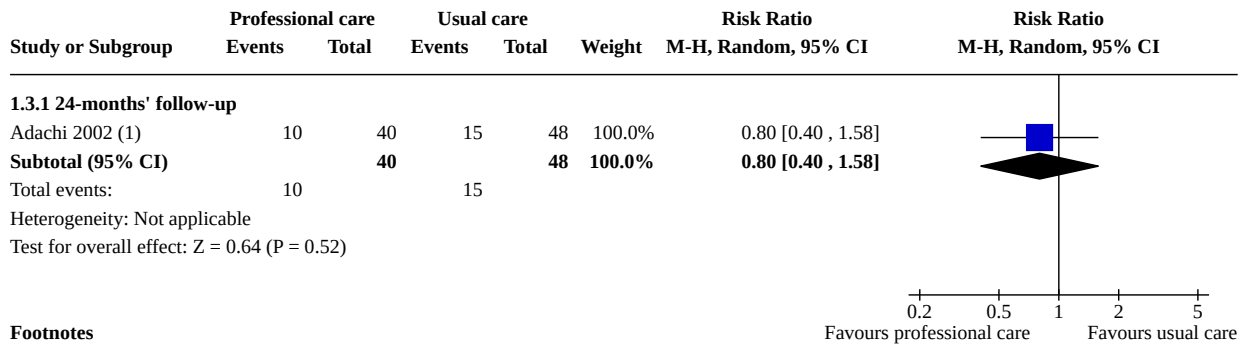 Professional care Usual care Risk Ratio Risk Ratio
Study or Subgroup Events Total Events Total Weight M-H, Random, 95% CI M-H, Random, 95% CI
1.3.1 24-months' follow-up
Adachi 2002 (1) 10 40 15 48 100.0% 0.80 [0.40 , 1.58]
Subtotal (95% CI) 40 48 100.0% 0.80 [0.40 , 1.58]
Total events: 10 15
Heterogeneity: Not applicable
Test for overall effect: Z = 0.64 (P = 0.52)
0.2 0.5 1 2 5
Footnotes Favours professional care Favours usual care